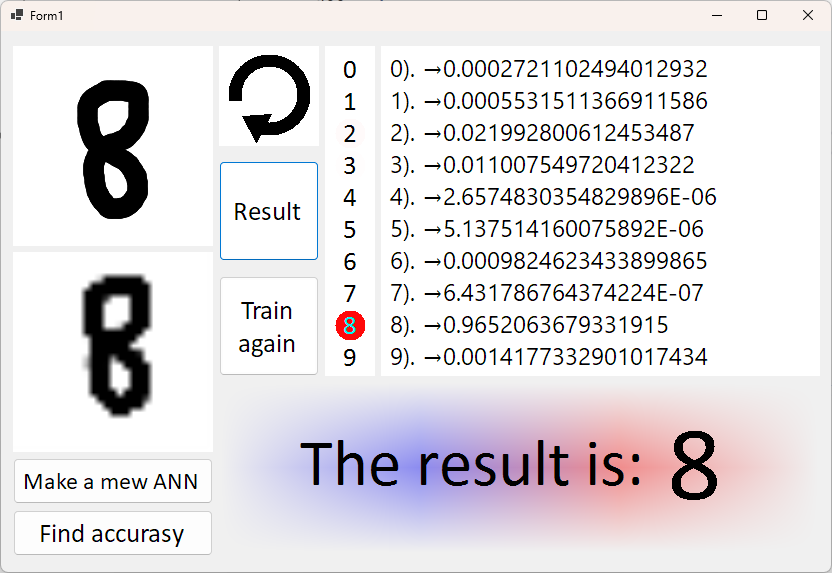 Form1
8
8
Result
Train
again
Make a mew ANN
Find accurasy
0
1
2
3
4
5
6
7
8
9
0). →0.0002721102494012932
1). →0.0005531511366911586
2). →0.021992800612453487
3). →0.011007549720412322
4). →2.6574830354829896E-06
5). →5.137514160075892E-06
6). →0.0009824623433899865
7). →6.431786764374224E-07
8). →0.9652063679331915
9). →0.0014177332901017434
The result is: 8